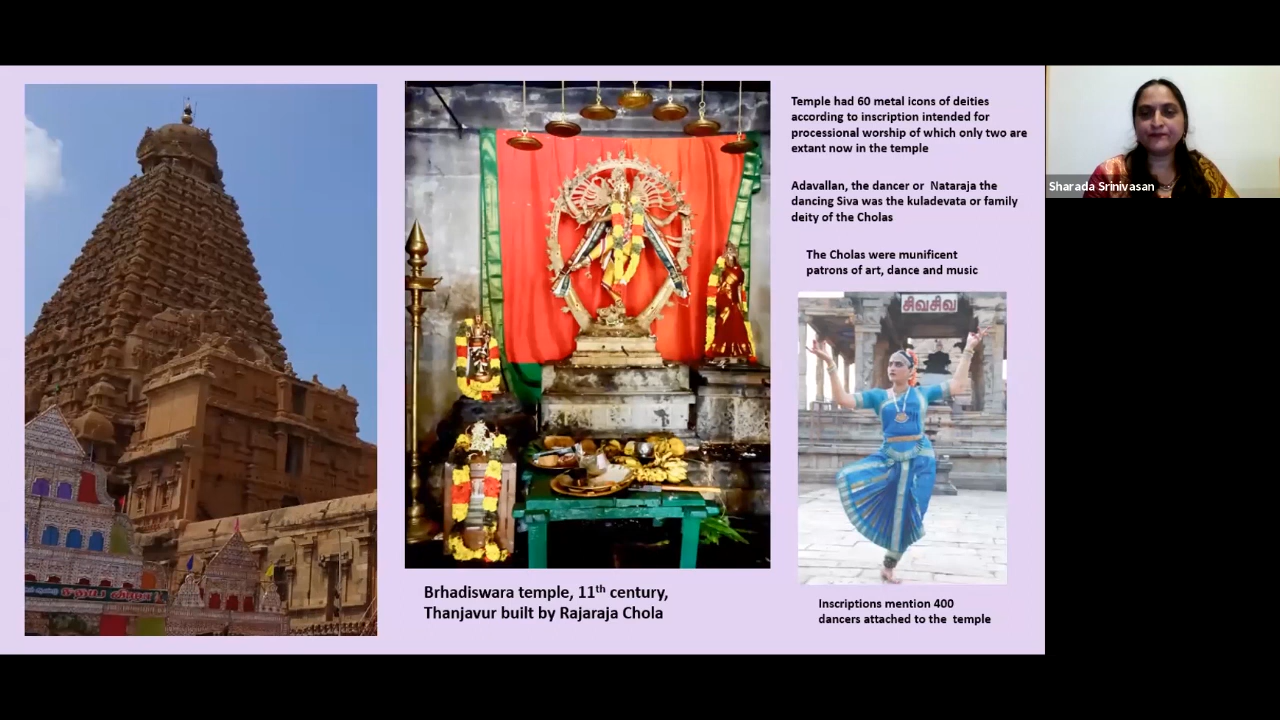 Temple had 60 metal icons of deities
according to inscription intended for
processional worship of which only two are
extant now in the temple
Adavallan, the dancer or Nataraja the
dancing Siva was the kuladevata or family
deity of the Cholas
The Cholas were munificent
patrons of art, dance and music
சிவசிவ
Inscriptions mention 400
dancers attached to the temple
Brhadiswara temple, 11th century,
Thanjavur built by Rajaraja Chola
சதய விழா
Sharada Srinivasan